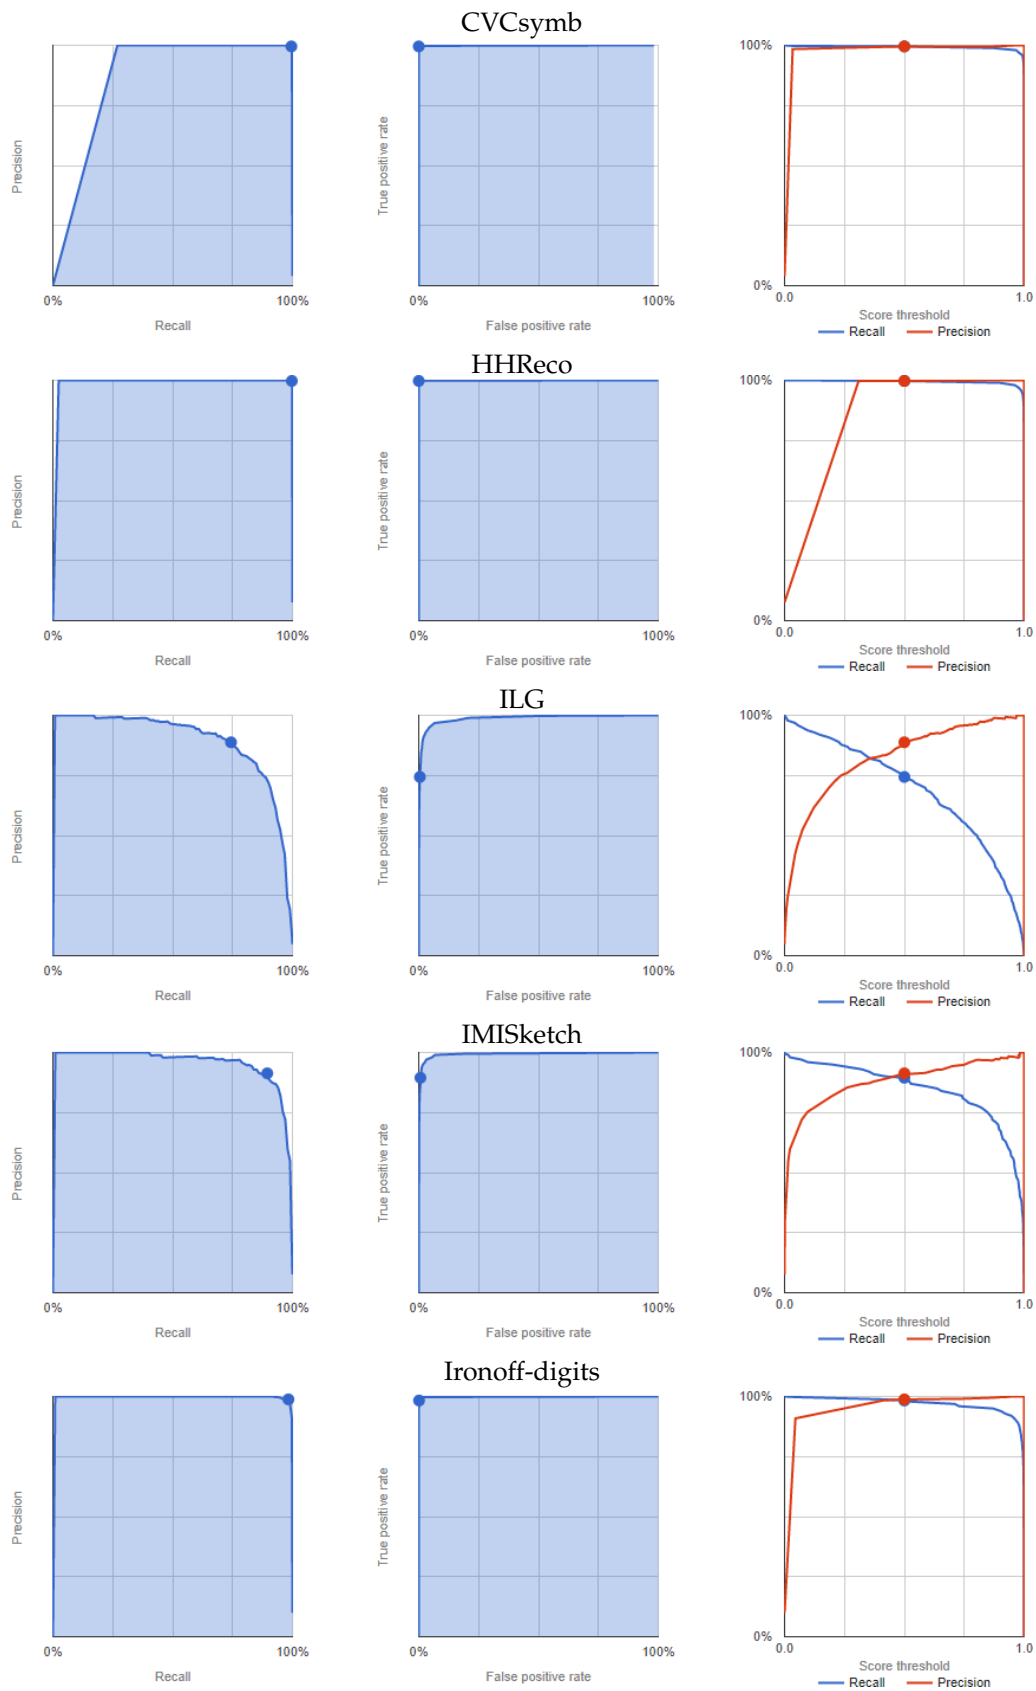 CVCsymb
Precision
0% 100%
Recall
True positive rate
0% 100%
False positive rate
100%
0%
0.0 1.0
Score threshold
Recall Precision
HHReco
Precision
0% 100%
Recall
True positive rate
0% 100%
False positive rate
100%
0%
0.0 1.0
Score threshold
Recall Precision
ILG
Precision
0% 100%
Recall
True positive rate
0% 100%
False positive rate
100%
0%
0.0 1.0
Score threshold
Recall Precision
IMISketch
Precision
0% 100%
Recall
True positive rate
0% 100%
False positive rate
100%
0%
0.0 1.0
Score threshold
Recall Precision
Ironoff-digits
Precision
0% 100%
Recall
True positive rate
0% 100%
False positive rate
100%
0%
0.0 1.0
Score threshold
Recall Precision